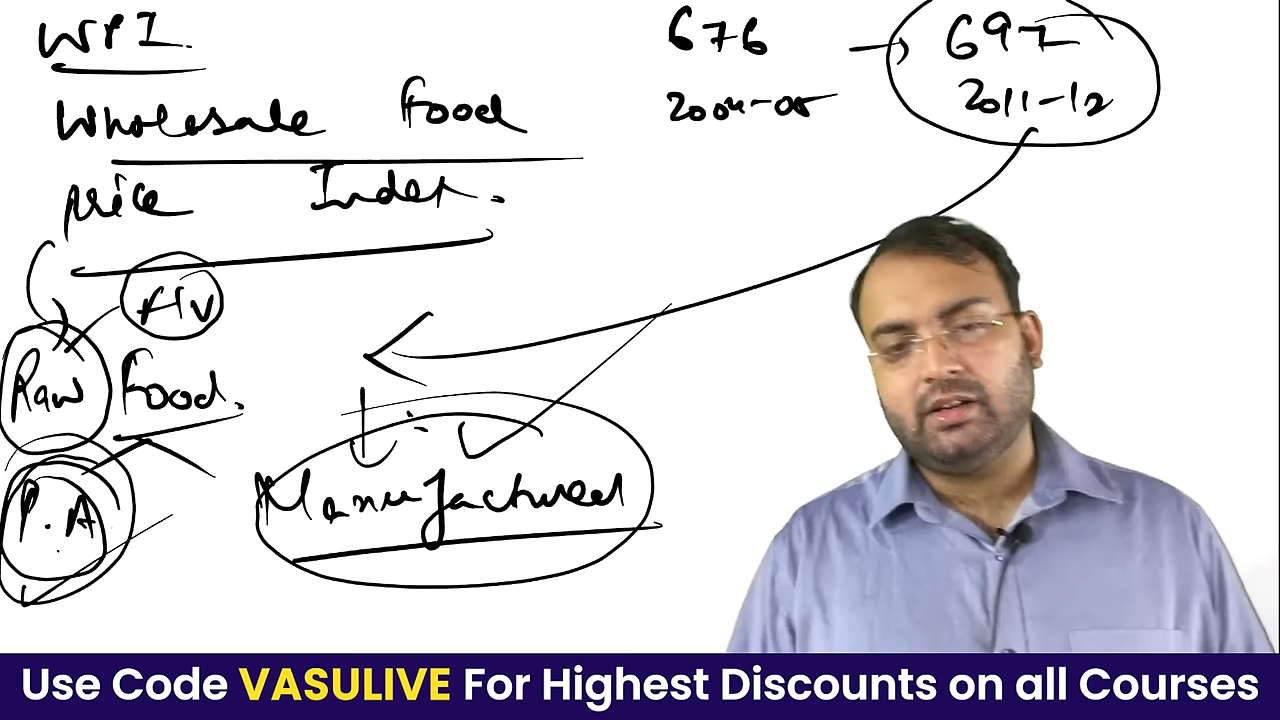 WPI.
Wholesale Food
price Index.
676 → 697
2004-05 2011-12
Raw Food.
P.A
Manufactured
Use Code VASULIVE For Highest Discounts on all Courses